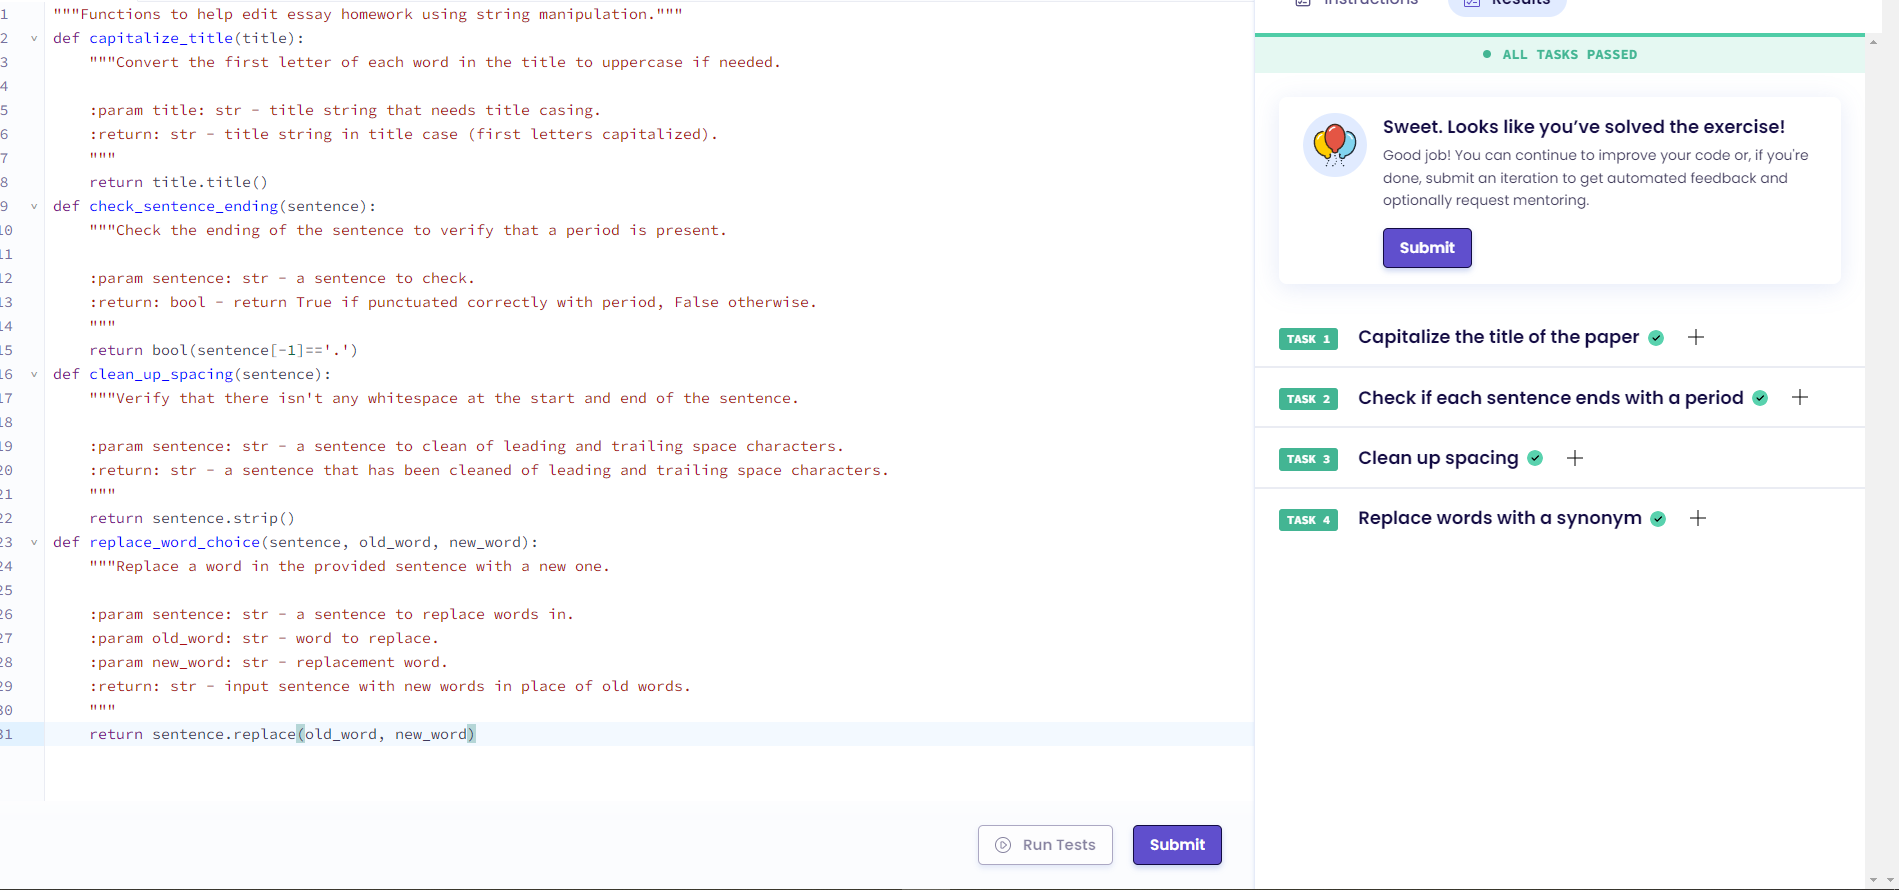 1 """Functions to help edit essay homework using string manipulation."""
2 def capitalize_title(title):
3     """Convert the first letter of each word in the title to uppercase if needed.
4
5     :param title: str - title string that needs title casing.
6     :return: str - title string in title case (first letters capitalized).
7     """
8     return title.title()
9 def check_sentence_ending(sentence):
10     """Check the ending of the sentence to verify that a period is present.
11
12     :param sentence: str - a sentence to check.
13     :return: bool - return True if punctuated correctly with period, False otherwise.
14     """
15     return bool(sentence[-1]=='.')
16 def clean_up_spacing(sentence):
17     """Verify that there isn't any whitespace at the start and end of the sentence.
18
19     :param sentence: str - a sentence to clean of leading and trailing space characters.
20     :return: str - a sentence that has been cleaned of leading and trailing space characters.
21     """
22     return sentence.strip()
23 def replace_word_choice(sentence, old_word, new_word):
24     """Replace a word in the provided sentence with a new one.
25
26     :param sentence: str - a sentence to replace words in.
27     :param old_word: str - word to replace.
28     :param new_word: str - replacement word.
29     :return: str - input sentence with new words in place of old words.
30     """
31     return sentence.replace(old_word, new_word)
Run Tests
Submit
Instructions
Results
ALL TASKS PASSED
Sweet. Looks like you’ve solved the exercise!
Good job! You can continue to improve your code or, if you're
done, submit an iteration to get automated feedback and
optionally request mentoring.
Submit
TASK 1 Capitalize the title of the paper
TASK 2 Check if each sentence ends with a period
TASK 3 Clean up spacing
TASK 4 Replace words with a synonym